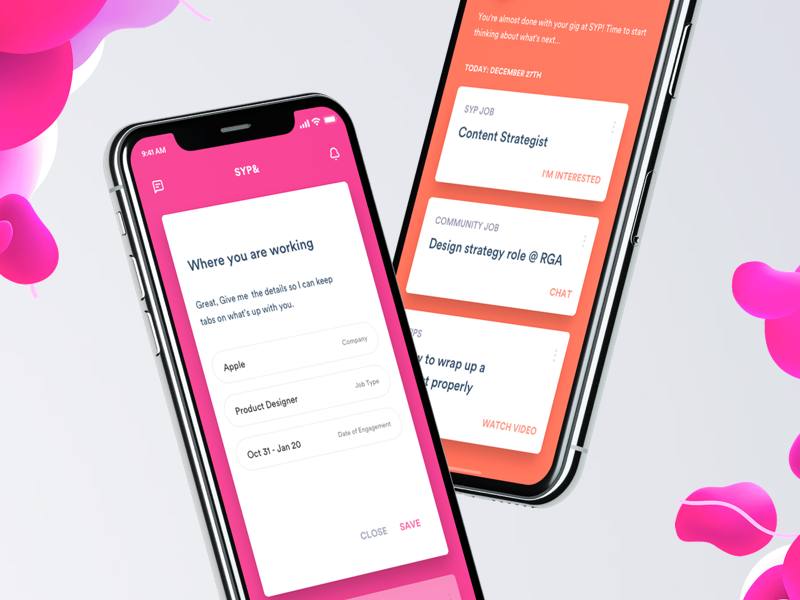 You're almost done with your gig at SYP! Time to start
thinking about what's next...
TODAY: DECEMBER 27TH
SYP JOB
Content Strategist
I'M INTERESTED
COMMUNITY JOB
Design strategy role @ RGA
CHAT
to wrap up a
properly
WATCH VIDEO
9:41 AM
SYP&
Where you are working
Great, Give me the details so I can keep
tabs on what's up with you.
Apple
Company
Product Designer
Job Type
Oct 31 - Jan 20
Date of Engagement
CLOSE
SAVE